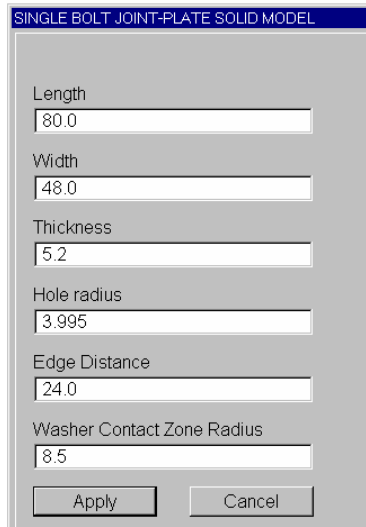 SINGLE BOLT JOINT-PLATE SOLID MODEL
Length
80.0
Width
48.0
Thickness
5.2
Hole radius
3.995
Edge Distance
24.0
Washer Contact Zone Radius
8.5
Apply Cancel